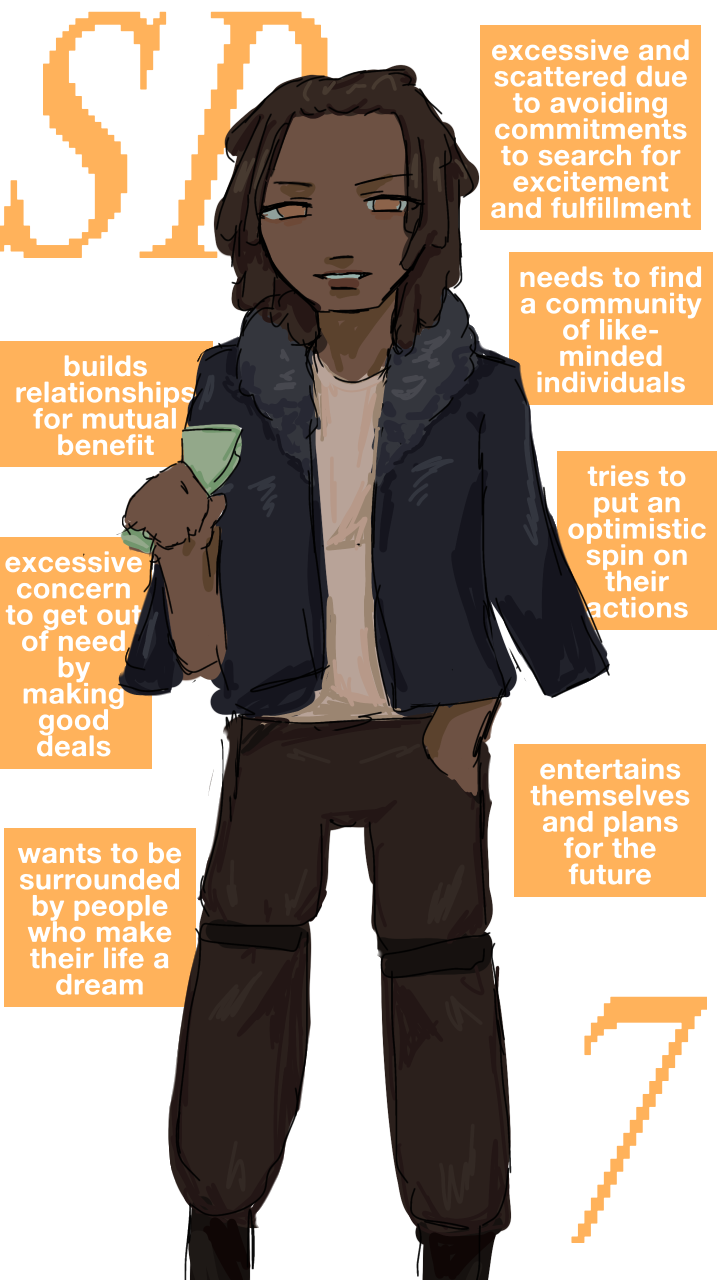 SP
excessive and
scattered due
to avoiding
commitments
to search for
excitement
and fulfillment
needs to find
a community
of like-
minded
individuals
builds
relationships
for mutual
benefit
tries to
put an
optimistic
spin on
their
actions
excessive
concern
to get out
of need
by
making
good
deals
entertains
themselves
and plans
for the
future
wants to be
surrounded
by people
who make
their life a
dream
7